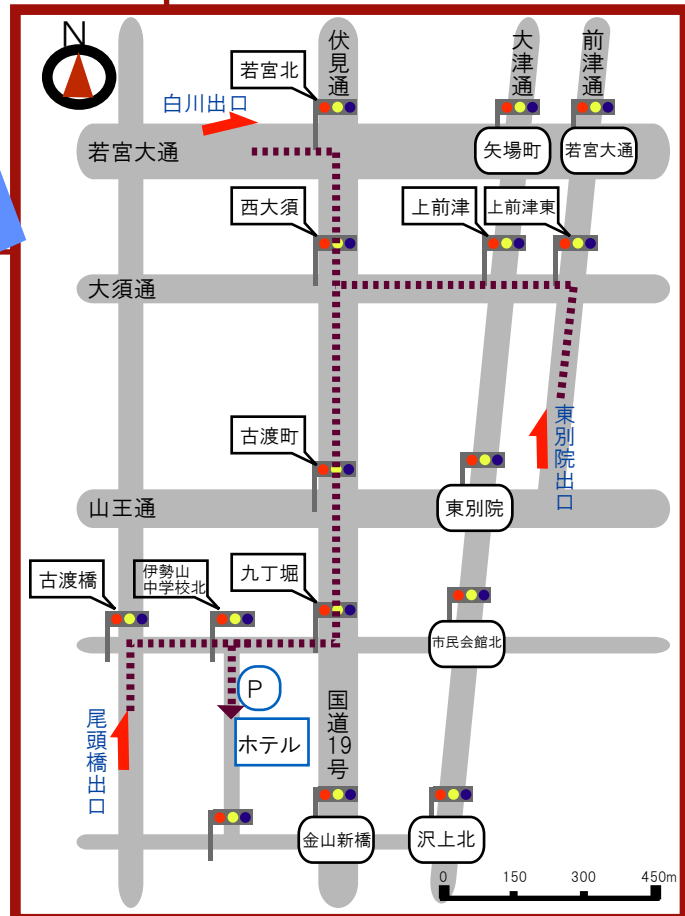 N
伏見通
大津通
前津通
若宮北
白川出口
若宮大通
矢場町
若宮大通
西大須
上前津
上前津東
大須通
東別院出口
古渡町
山王通
東別院
古渡橋
伊勢山
中学校北
九丁堀
市民会館北
P
ホテル
国道19号
尾頭橋出口
金山新橋
沢上北
0 150 300 450m